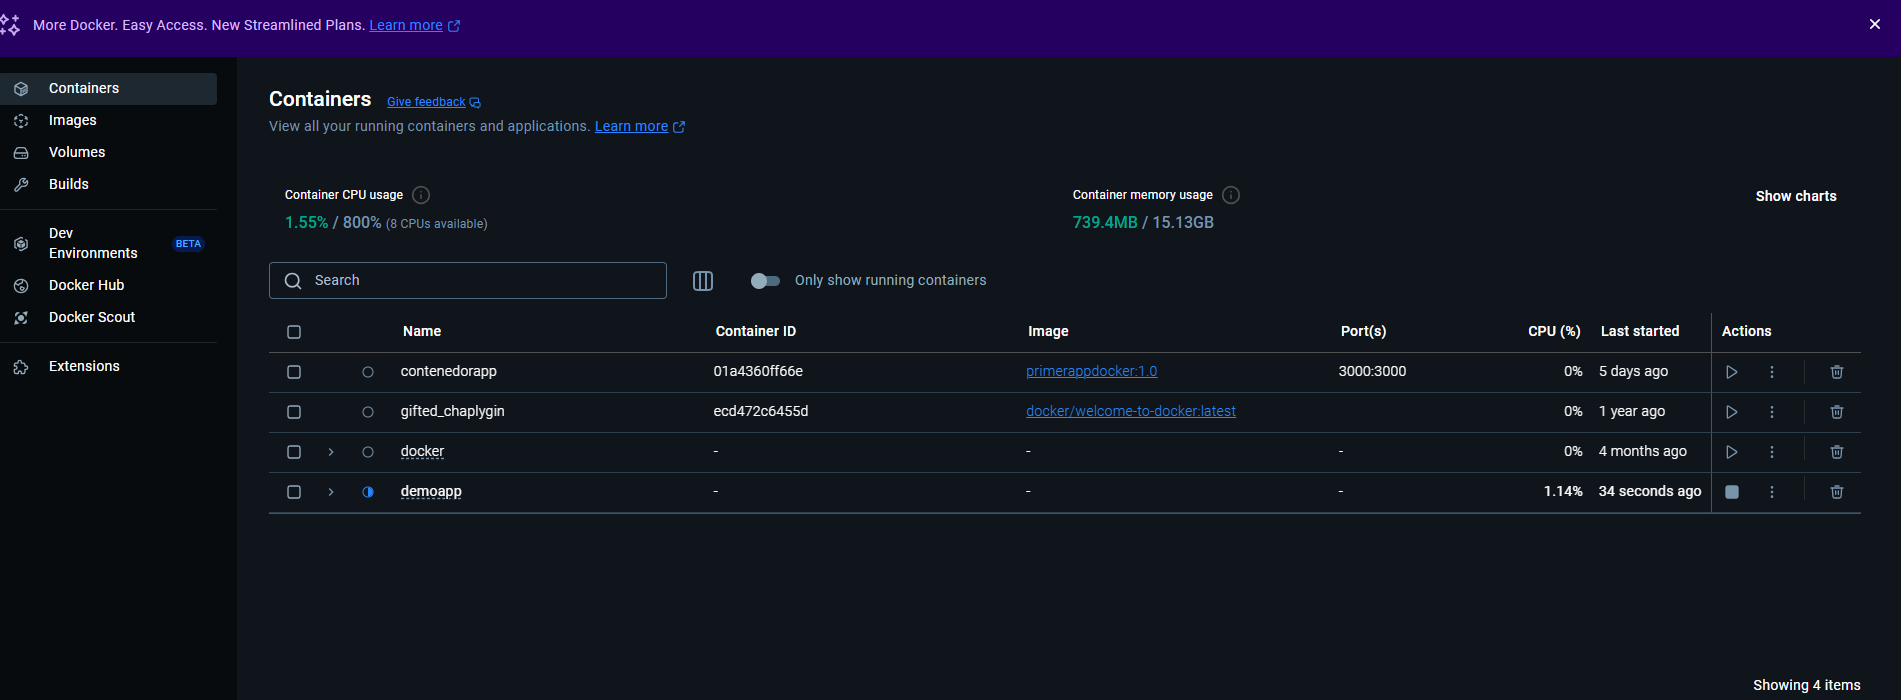 More Docker. Easy Access. New Streamlined Plans. Learn more
Containers
Images
Volumes
Builds
Dev
Environments
BETA
Docker Hub
Docker Scout
Extensions
Containers Give feedback
View all your running containers and applications. Learn more
Container CPU usage
1.55% / 800% (8 CPUs available)
Container memory usage
739.4MB / 15.13GB
Show charts
Search
Only show running containers
Name Container ID Image Port(s) CPU (%) Last started Actions
contenedorapp 01a4360ff66e primerappdocker:1.0 3000:3000 0% 5 days ago
gifted_chaplygin ecd472c6455d docker/welcome-to-docker:latest 0% 1 year ago
docker - - - 0% 4 months ago
demoapp - - - 1.14% 34 seconds ago
Showing 4 items